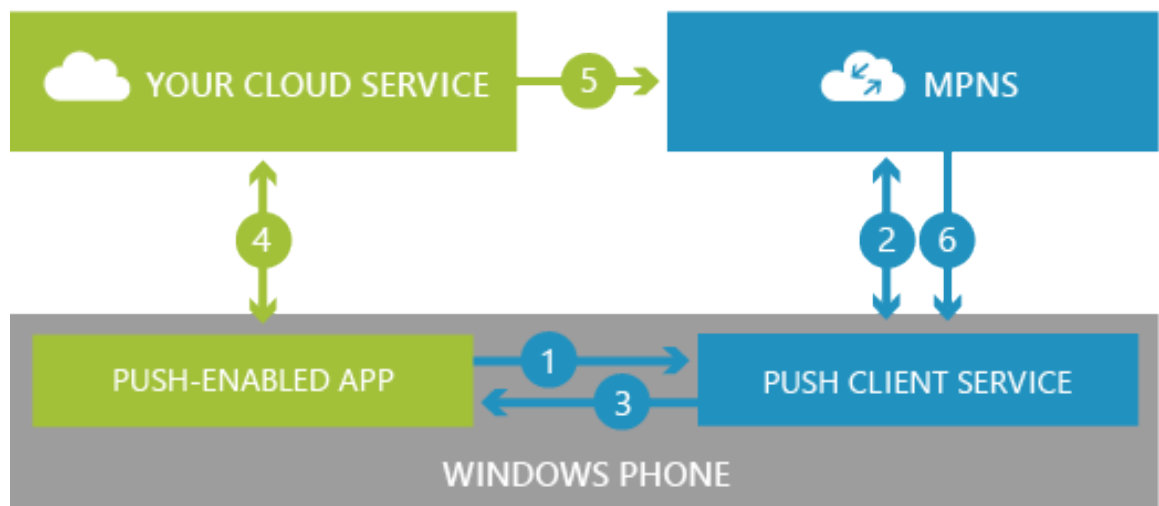 YOUR CLOUD SERVICE
5
MPNS
4
2
6
PUSH-ENABLED APP
1
3
PUSH CLIENT SERVICE
WINDOWS PHONE